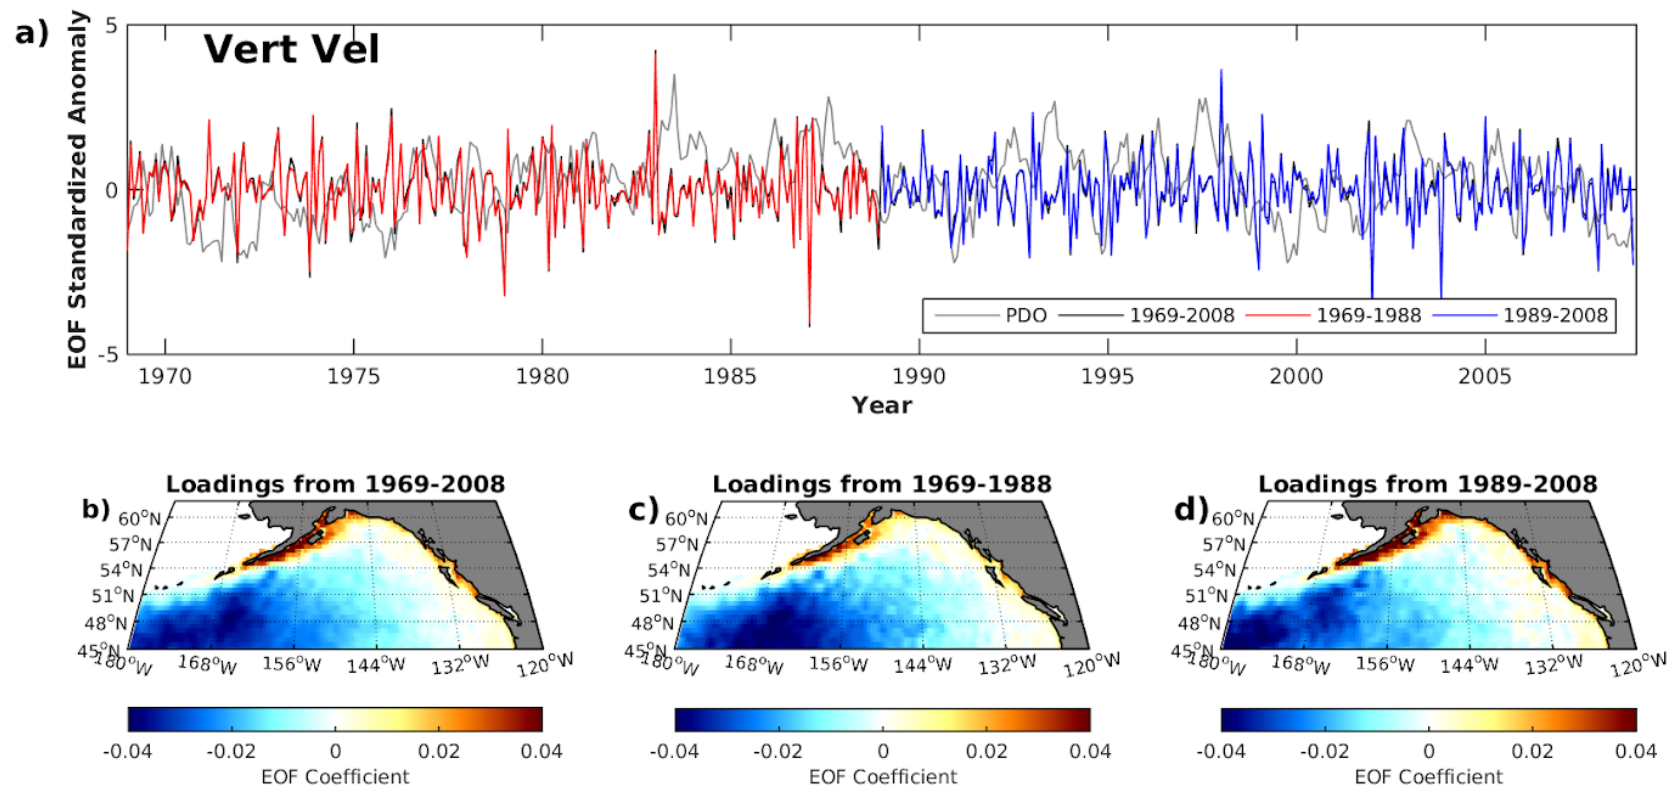 a)
Vert Vel
EOF Standardized Anomaly
5
0
-5
PDO 1969-2008 1969-1988 1989-2008
1970 1975 1980 1985 1990 1995 2000 2005
Year
b) Loadings from 1969-2008
60°N
57°N
54°N
51°N
48°N
45°N
180°W 168°W 156°W 144°W 132°W 120°W
-0.04 -0.02 0 0.02 0.04
EOF Coefficient
c) Loadings from 1969-1988
60°N
57°N
54°N
51°N
48°N
45°N
180°W 168°W 156°W 144°W 132°W 120°W
-0.04 -0.02 0 0.02 0.04
EOF Coefficient
d) Loadings from 1989-2008
60°N
57°N
54°N
51°N
48°N
45°N
180°W 168°W 156°W 144°W 132°W 120°W
-0.04 -0.02 0 0.02 0.04
EOF Coefficient